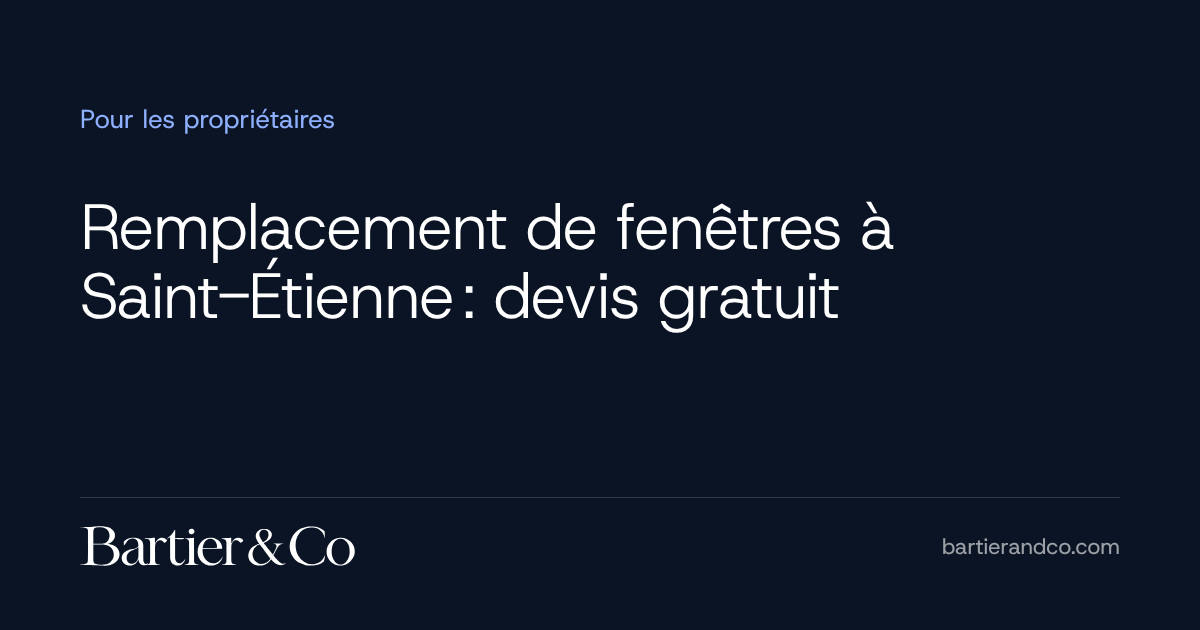 Pour les propriétaires
Remplacement de fenêtres à
Saint-Étienne : devis gratuit
Bartier & Co
bartierandco.com